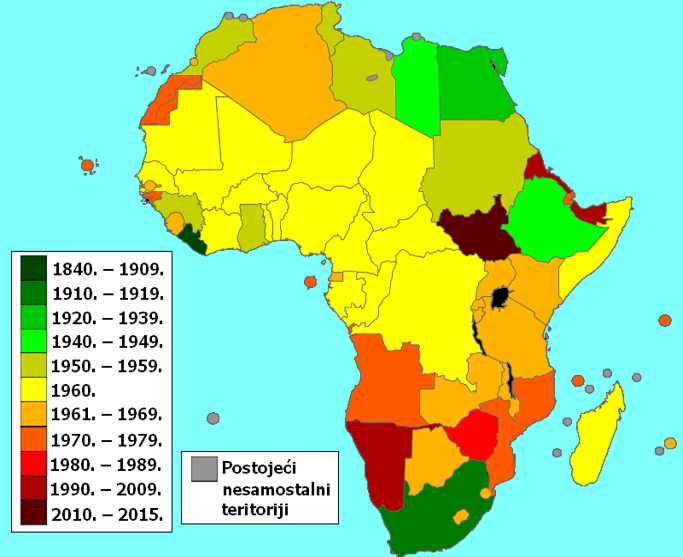 1840. – 1909.
1910. – 1919.
1920. – 1939.
1940. – 1949.
1950. – 1959.
1960.
1961. – 1969.
1970. – 1979.
1980. – 1989.
1990. – 2009.
2010. – 2015.
Postojeći
nesamostalni
teritoriji